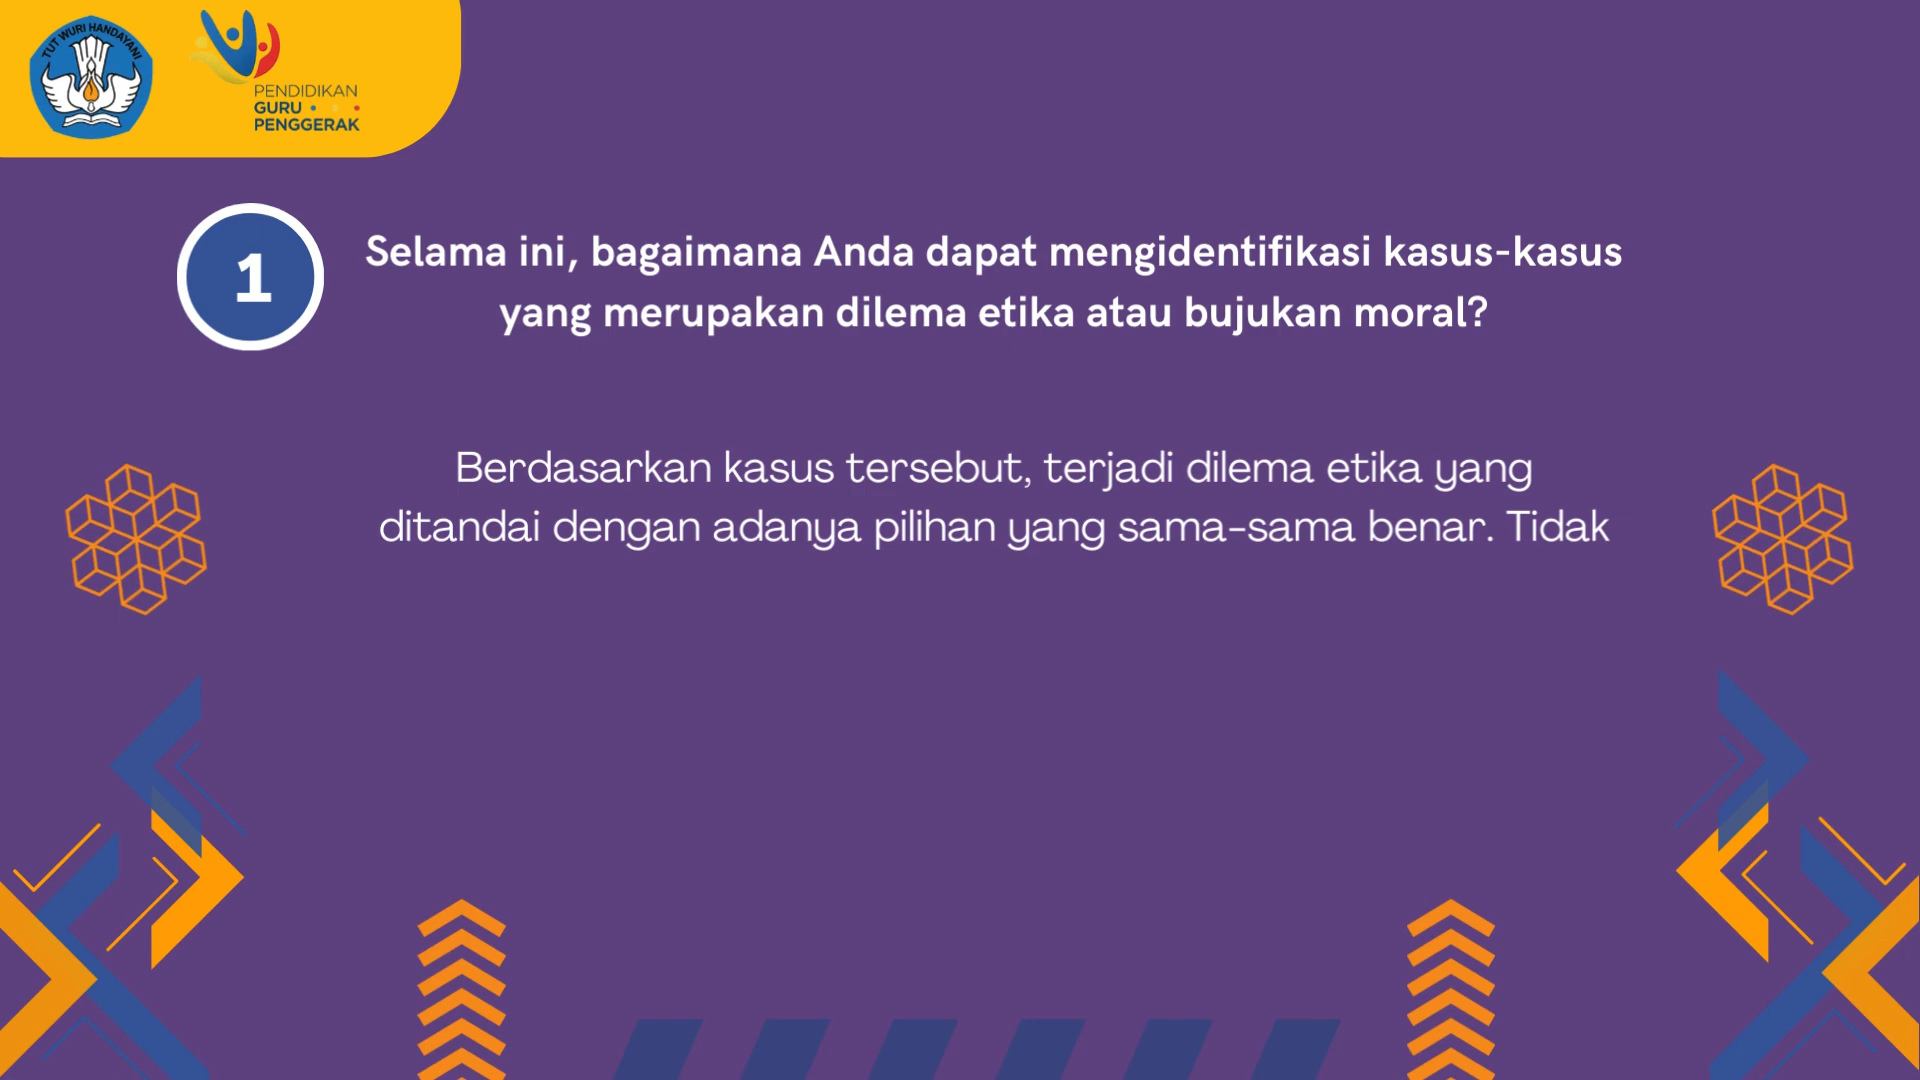 TUT WURI HANDAYANI
PENDIDIKAN
GURU
PENGGERAK
1
Selama ini, bagaimana Anda dapat mengidentifikasi kasus-kasus
yang merupakan dilema etika atau bujukan moral?
Berdasarkan kasus tersebut, terjadi dilema etika yang
ditandai dengan adanya pilihan yang sama-sama benar. Tidak